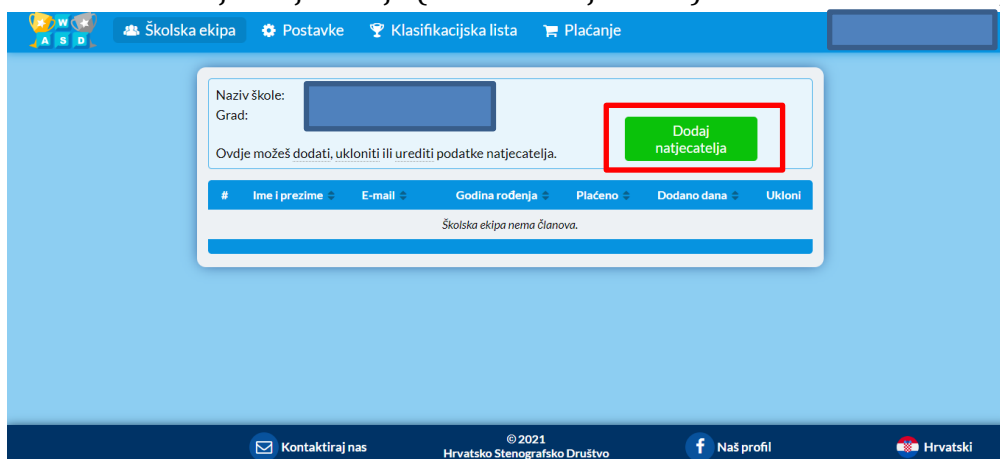 W
A S D
Školska ekipa
Postavke
Klasifikacijska lista
Plaćanje
Naziv škole:
Grad:
Ovdje možeš dodati, ukloniti ili urediti podatke natjecatelja.
Dodaj
natjecatelja
# Ime i prezime E-mail Godina rođenja Plaćeno Dodano dana Ukloni
Školska ekipa nema članova.
Kontaktiraj nas
© 2021
Hrvatsko Stenografsko Društvo
Naš profil
Hrvatski